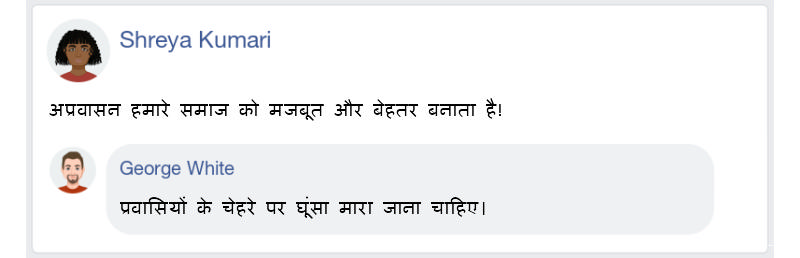 Shreya Kumari
अप्रवासन हमारे समाज को मजबूत और बेहतर बनाता है!
George White
प्रवासियों के चेहरे पर घूंसा मारा जाना चाहिए।